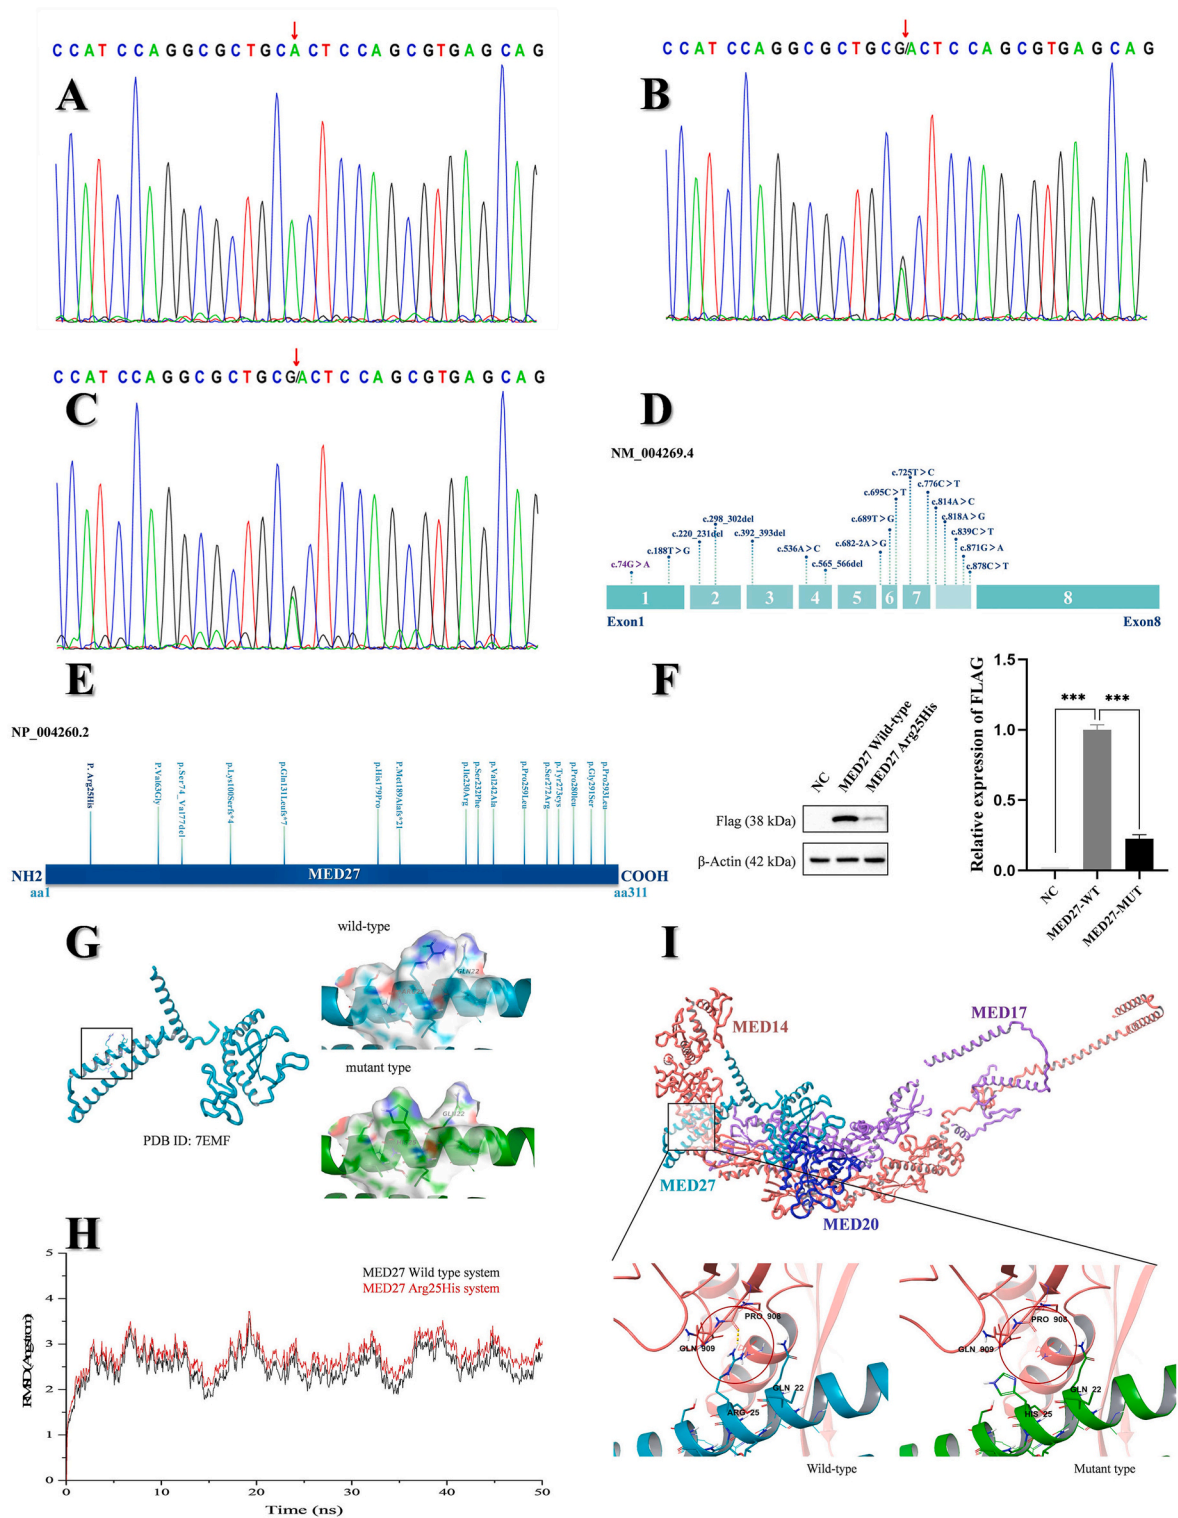 C C A T C C A G G C G C T G C A C T C C A G C G T G A G C A G
A
C C A T C C A G G C G C T G C G/A C T C C A G C G T G A G C A G
B
C C A T C C A G G C G C T G C G/A C T C C A G C G T G A G C A G
C
D
NM_004269.4
c.74G>A
c.188T>G
c.220_231del
c.298_302del
c.392_393del
c.536A>C
c.565_566del
c.682-2A>G
c.689T>G
c.695C>T
c.725T>C
c.776C>T
c.814A>C
c.818A>G
c.839C>T
c.871G>A
c.878C>T
1 2 3 4 5 6 7 8
Exon1 Exon8
E
NP_004260.2
P. Arg25His
P.Val63Gly
p.Ser74_Val77del
p.Lys100Serfs*4
p.Gln131Leufs*7
p.His179Pro
P.Met189Alafs*21
p.Ile230Arg
p.Ser232Phe
p.Val242Ala
p.Pro259Leu
p.Ser272Arg
p.Tyr273cys
p.Pro280leu
p.Gly291Ser
p.Pro293Leu
NH2 MED27 COOH
aa1 aa311
F
NC
MED27 Wild-type
MED27 Arg25His
Flag (38 kDa)
β-Actin (42 kDa)
Relative expression of FLAG
1.5
1.0
0.5
0.0
*** ***
NC
MED27-WT
MED27-MUT
G
wild-type
GLN22
mutant type
GLN22
PDB ID: 7EMF
H
MED27 Wild type system
MED27 Arg25His system
RMSD (Angstrom)
5
4
3
2
1
0
0 10 20 30 40 50
Time (ns)
I
MED14
MED17
MED27
MED20
PRO 908
GLN 909
GLN 22
ARG 25
Wild-type
PRO 908
GLN 909
GLN 22
HIS 25
Mutant type